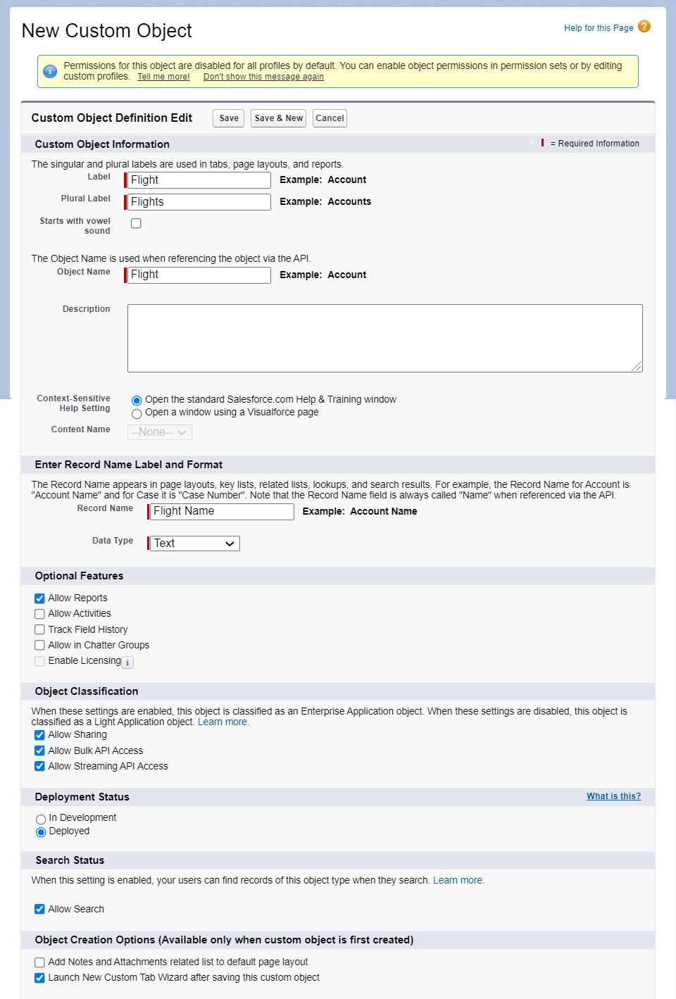 New Custom Object
Help for this Page ?
Permissions for this object are disabled for all profiles by default. You can enable object permissions in permission sets or by editing
custom profiles. Tell me more! Don't show this message again
Custom Object Definition Edit Save Save & New Cancel
Custom Object Information = Required Information
The singular and plural labels are used in tabs, page layouts, and reports.
Label Flight Example: Account
Plural Label Flights Example: Accounts
Starts with vowel
sound
The Object Name is used when referencing the object via the API.
Object Name Flight Example: Account
Description
Context-Sensitive
Help Setting
Open the standard Salesforce.com Help & Training window
Open a window using a Visualforce page
Content Name --None--
Enter Record Name Label and Format
The Record Name appears in page layouts, key lists, related lists, lookups, and search results. For example, the Record Name for Account is
"Account Name" and for Case it is "Case Number". Note that the Record Name field is always called "Name" when referenced via the API.
Record Name Flight Name Example: Account Name
Data Type Text
Optional Features
Allow Reports
Allow Activities
Track Field History
Allow in Chatter Groups
Enable Licensing i
Object Classification
When these settings are enabled, this object is classified as an Enterprise Application object. When these settings are disabled, this object is
classified as a Light Application object. Learn more.
Allow Sharing
Allow Bulk API Access
Allow Streaming API Access
Deployment Status What is this?
In Development
Deployed
Search Status
When this setting is enabled, your users can find records of this object type when they search. Learn more.
Allow Search
Object Creation Options (Available only when custom object is first created)
Add Notes and Attachments related list to default page layout
Launch New Custom Tab Wizard after saving this custom object